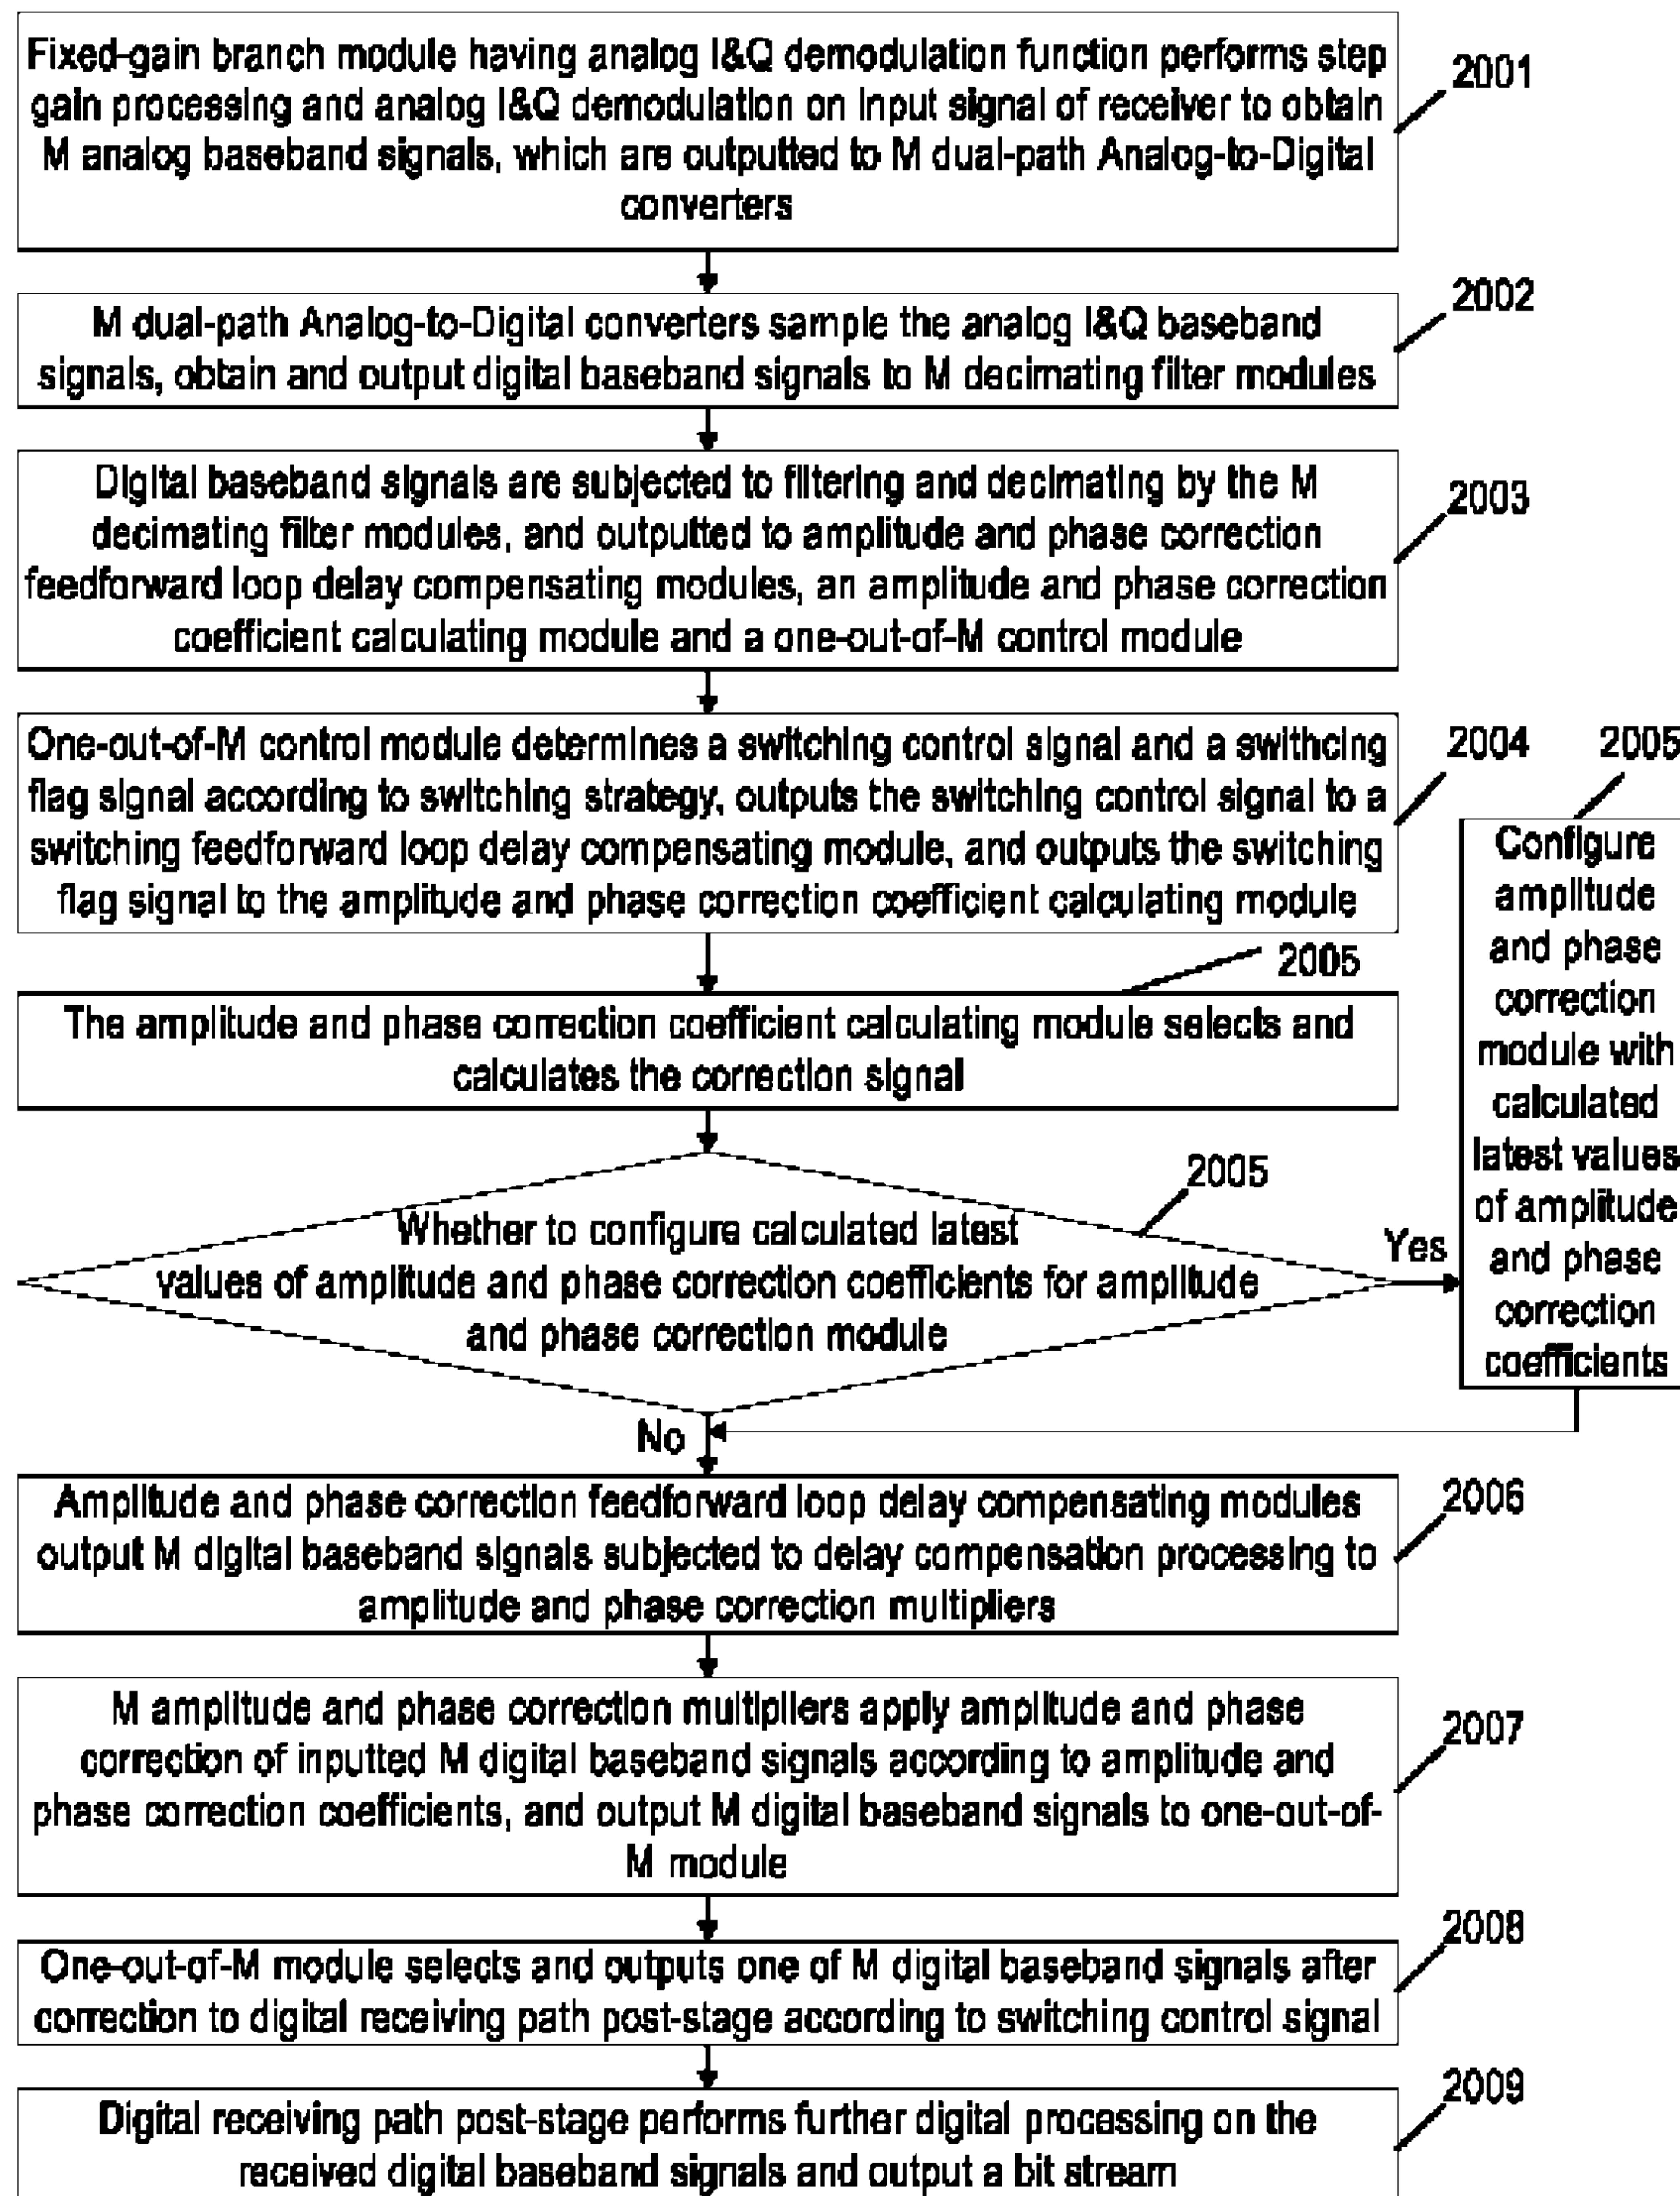 Fixed-gain branch module having analog I&Q demodulation function performs step
gain processing and analog I&Q demodulation on input signal of receiver to obtain
M analog baseband signals, which are outputted to M dual-path Analog-to-Digital
converters
2001
M dual-path Analog-to-Digital converters sample the analog I&Q baseband
signals, obtain and output digital baseband signals to M decimating filter modules
2002
Digital baseband signals are subjected to filtering and decimating by the M
decimating filter modules, and outputted to amplitude and phase correction
feedforward loop delay compensating modules, an amplitude and phase correction
coefficient calculating module and a one-out-of-M control module
2003
One-out-of-M control module determines a switching control signal and a swithcing
flag signal according to switching strategy, outputs the switching control signal to a
switching feedforward loop delay compensating module, and outputs the switching
flag signal to the amplitude and phase correction coefficient calculating module
2004
2005
The amplitude and phase correction coefficient calculating module selects and
calculates the correction signal
2005
Whether to configure calculated latest
values of amplitude and phase correction coefficients for amplitude
and phase correction module
2005
Yes
Configure
amplitude
and phase
correction
module with
calculated
latest values
of amplitude
and phase
correction
coefficients
No
Amplitude and phase correction feedforward loop delay compensating modules
output M digital baseband signals subjected to delay compensation processing to
amplitude and phase correction multipliers
2006
M amplitude and phase correction multipliers apply amplitude and phase
correction of inputted M digital baseband signals according to amplitude and
phase correction coefficients, and output M digital baseband signals to one-out-of-
M module
2007
One-out-of-M module selects and outputs one of M digital baseband signals after
correction to digital receiving path post-stage according to switching control signal
2008
Digital receiving path post-stage performs further digital processing on the
received digital baseband signals and output a bit stream
2009